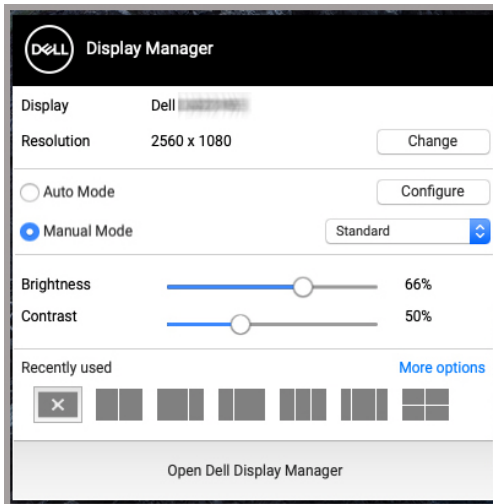 DELL Display Manager
Display Dell
Resolution 2560 x 1080 Change
Auto Mode Configure
Manual Mode Standard
Brightness 66%
Contrast 50%
Recently used More options
Open Dell Display Manager